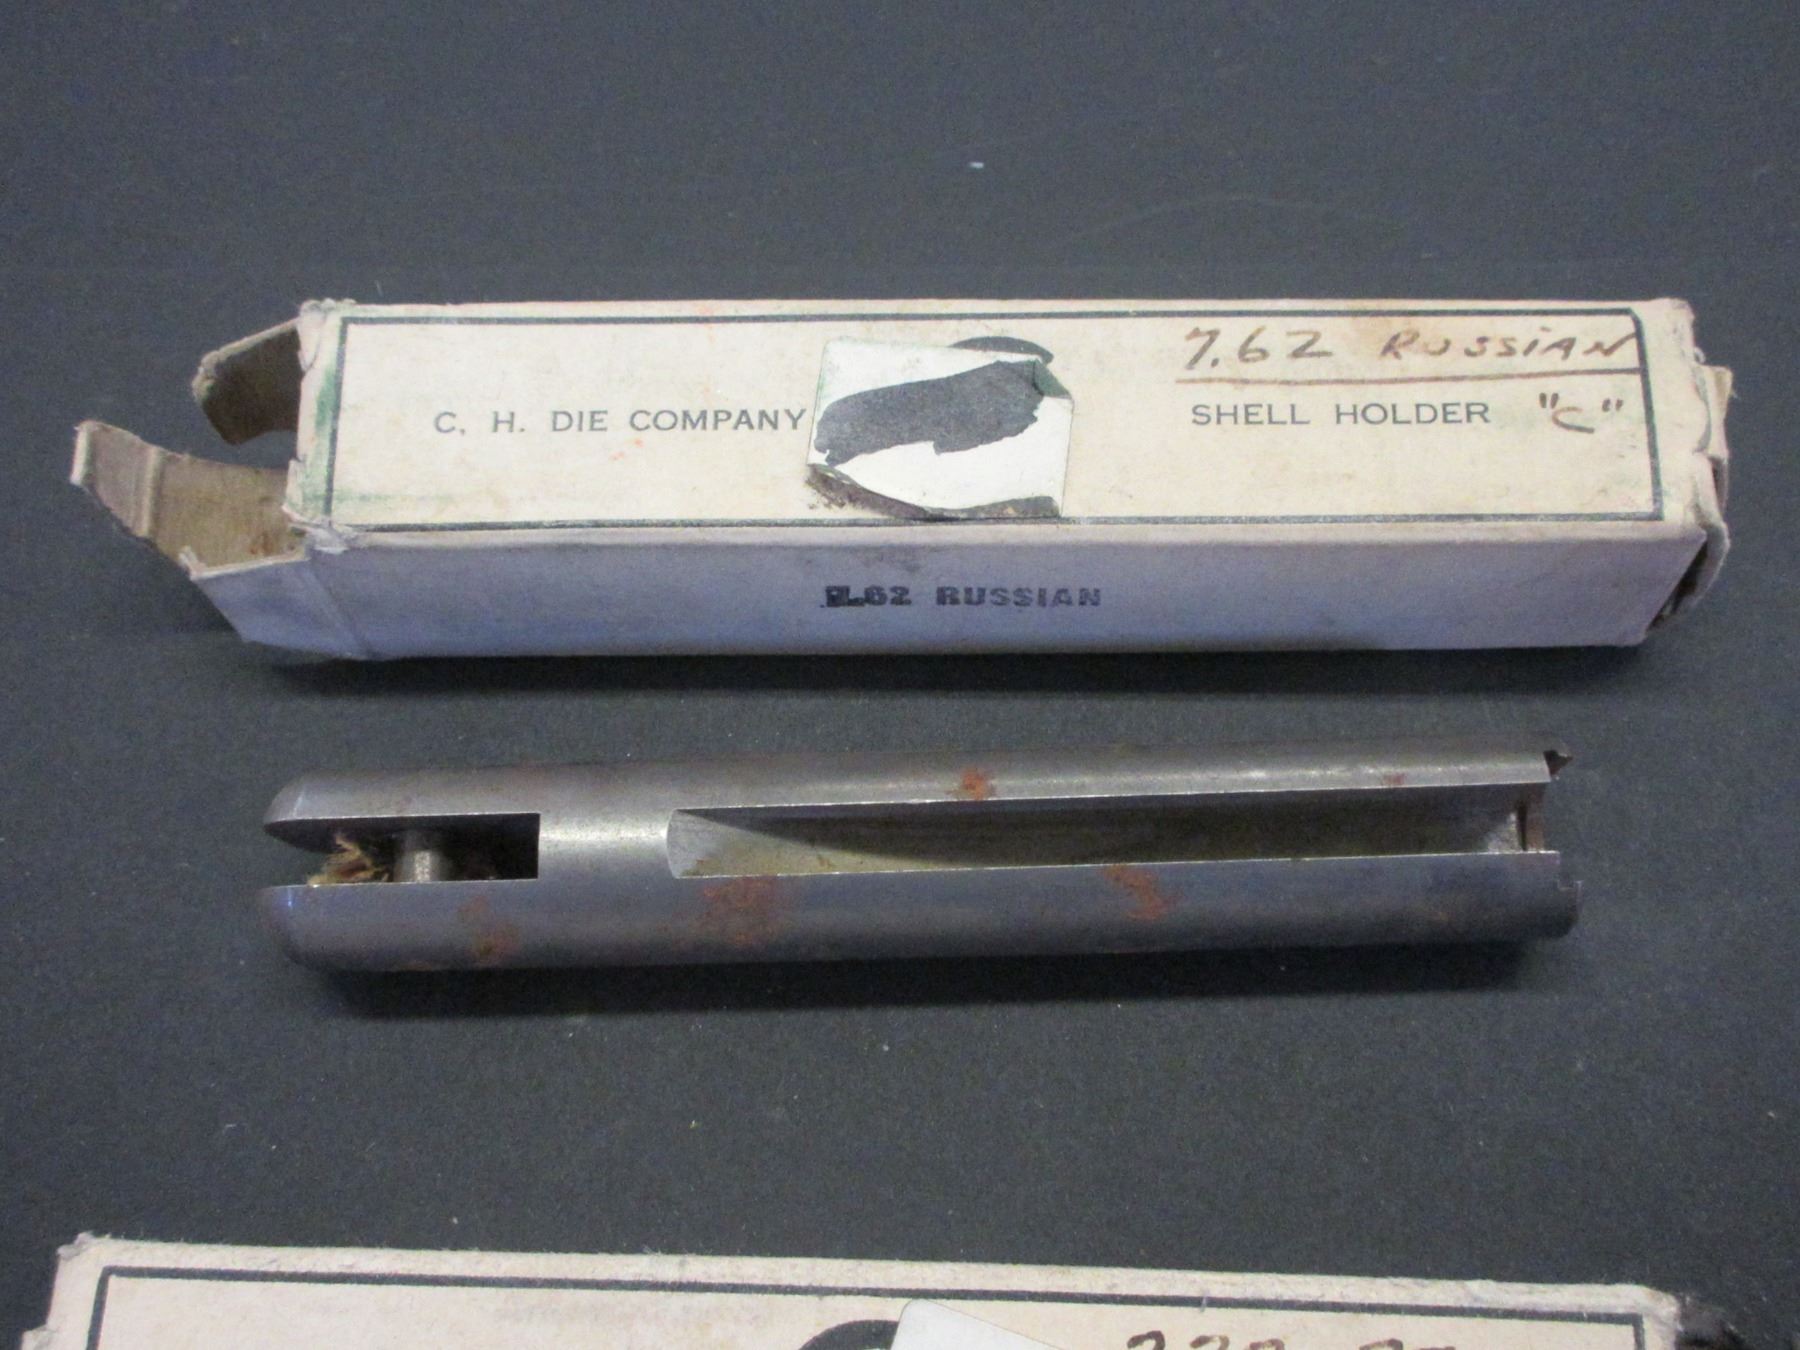 7.62 RUSSIAN
C. H. DIE COMPANY SHELL HOLDER "C"
7.62 RUSSIAN